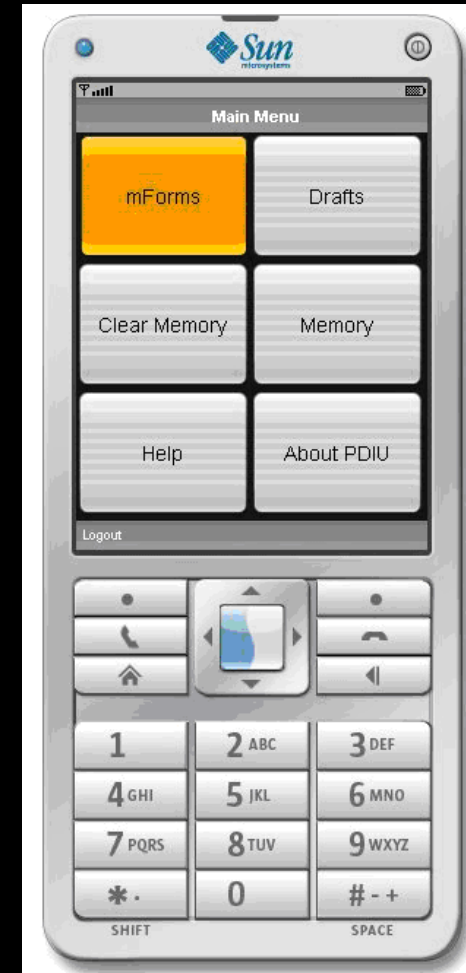 Sun
microsystems
Main Menu
mForms
Drafts
Clear Memory
Memory
Help
About PDIU
Logout
1
2 ABC
3 DEF
4 GHI
5 JKL
6 MNO
7 PQRS
8 TUV
9 WXYZ
* .
0
# - +
SHIFT
SPACE